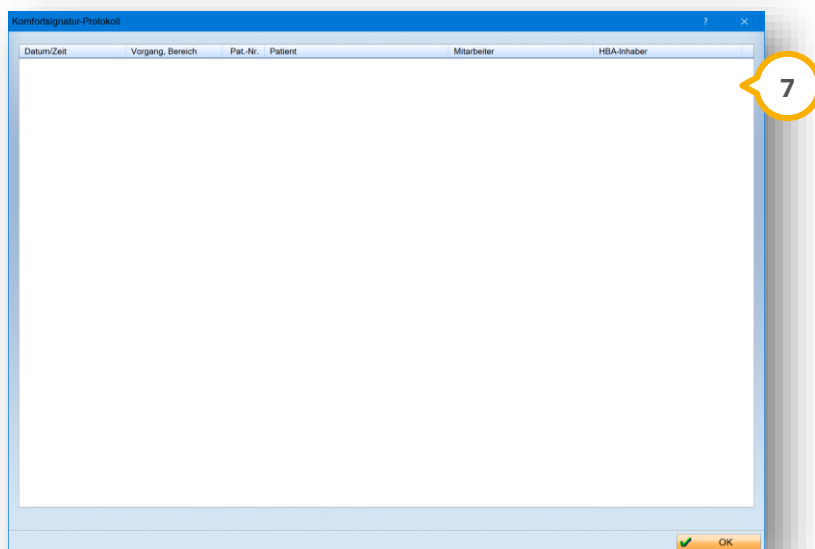 Komfortsignatur-Protokoll ?
Datum/Zeit Vorgang, Bereich Pat.-Nr. Patient Mitarbeiter HBA-Inhaber
7
OK